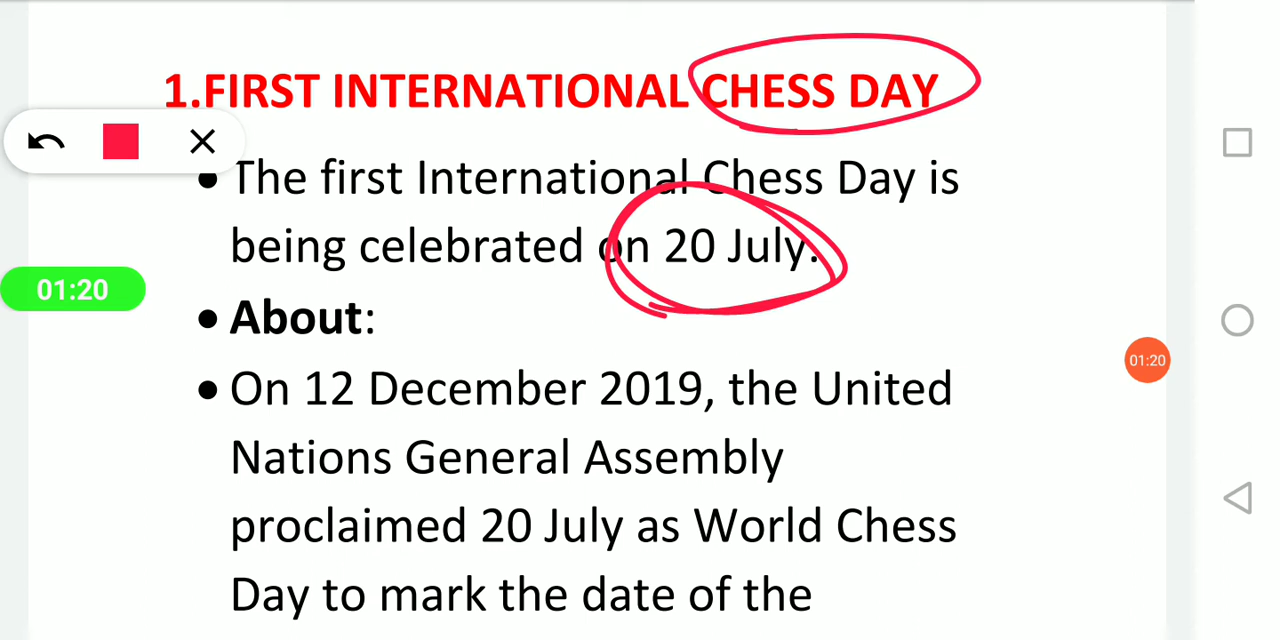 1.FIRST INTERNATIONAL CHESS DAY
• The first International Chess Day is
being celebrated on 20 July.
01:20
• About:
01:20
• On 12 December 2019, the United
Nations General Assembly
proclaimed 20 July as World Chess
Day to mark the date of the